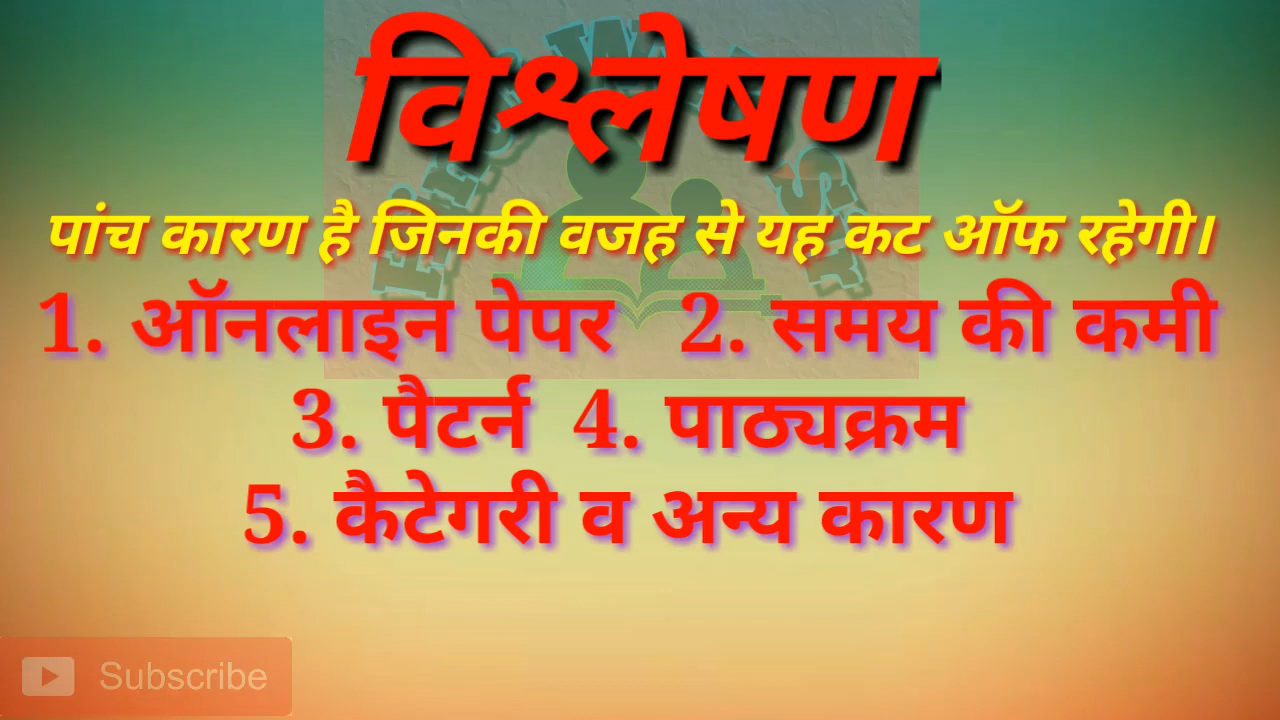 विश्लेषण
पांच कारण है जिनकी वजह से यह कट ऑफ रहेगी।
1. ऑनलाइन पेपर 2. समय की कमी
3. पैटर्न 4. पाठ्यक्रम
5. कैटेगरी व अन्य कारण
Subscribe